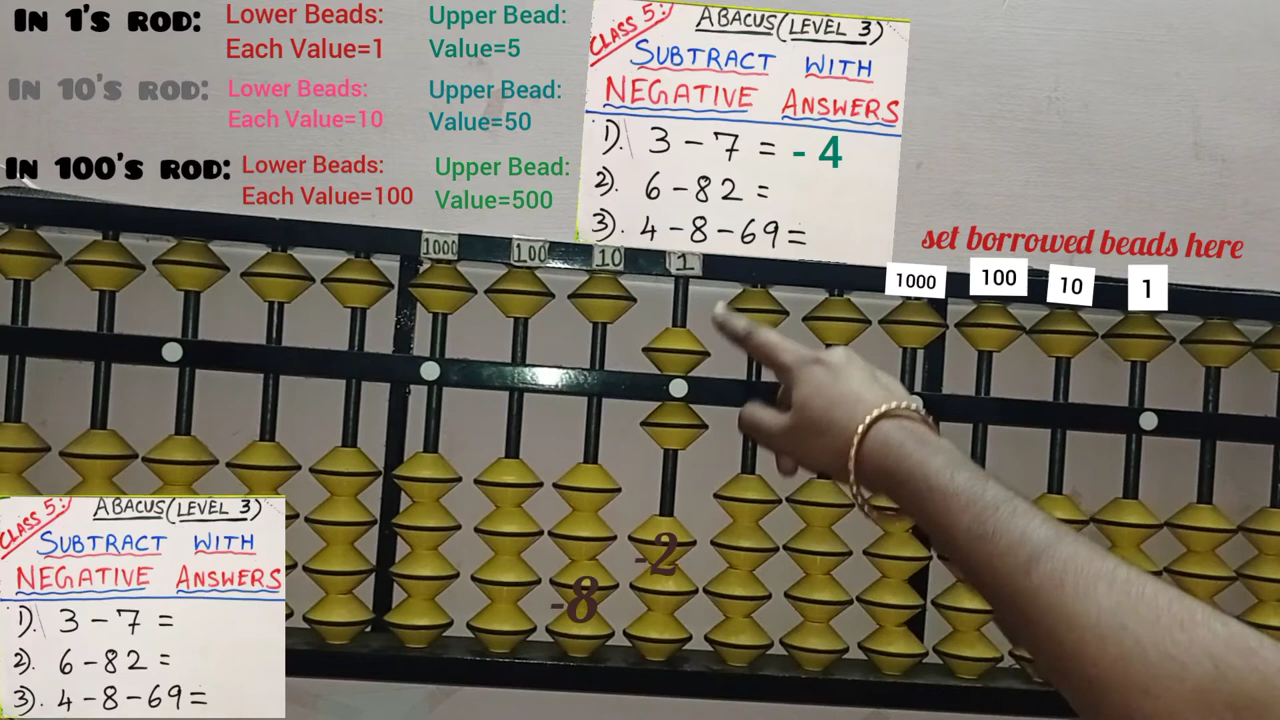 IN 1'S ROD:
Lower Beads:
Each Value=1
Upper Bead:
Value=5
IN 10'S ROD:
Lower Beads:
Each Value=10
Upper Bead:
Value=50
IN 100'S ROD:
Lower Beads:
Each Value=100
Upper Bead:
Value=500
CLASS 5:
ABACUS (LEVEL 3)
SUBTRACT WITH
NEGATIVE ANSWERS
1). 3 - 7 = - 4
2). 6 - 82 =
3). 4 - 8 - 69 =
set borrowed beads here
1000 100 10 1
1000 100 10 1
-2
-8
CLASS 5:
ABACUS (LEVEL 3)
SUBTRACT WITH
NEGATIVE ANSWERS
1). 3 - 7 =
2). 6 - 82 =
3). 4 - 8 - 69 =